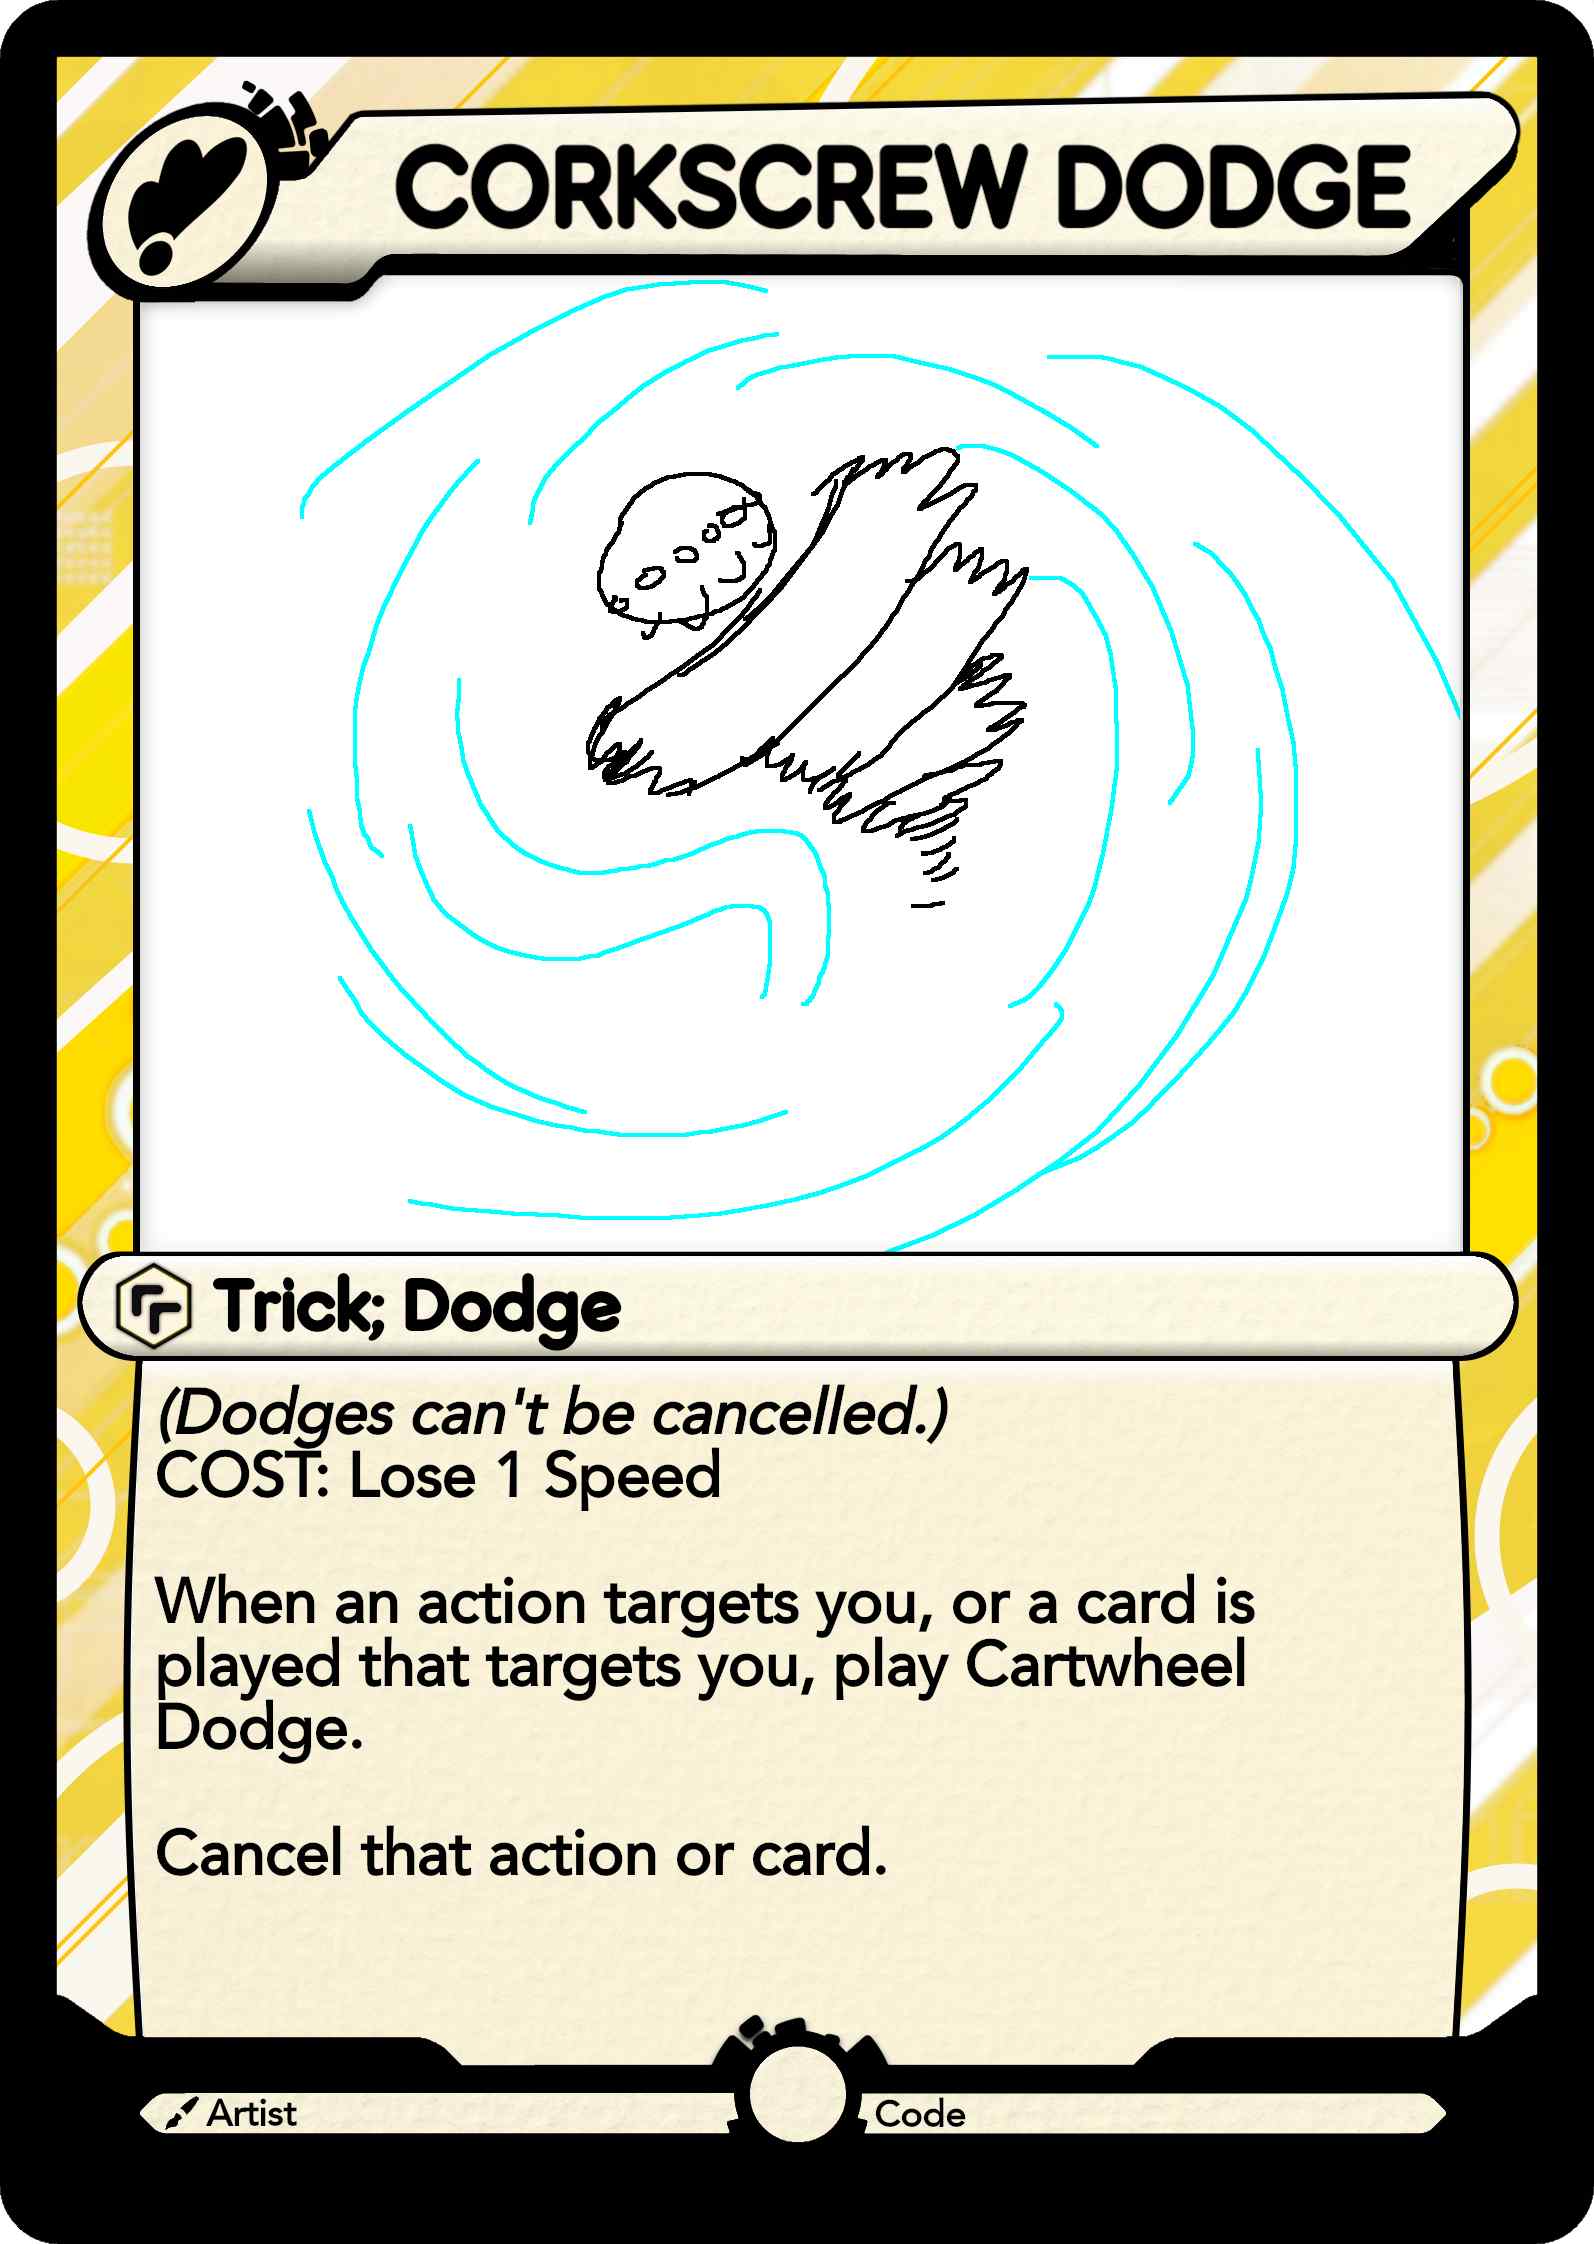 CORKSCREW DODGE
Trick; Dodge
(Dodges can't be cancelled.)
COST: Lose 1 Speed
When an action targets you, or a card is
played that targets you, play Cartwheel
Dodge.
Cancel that action or card.
Artist
Code